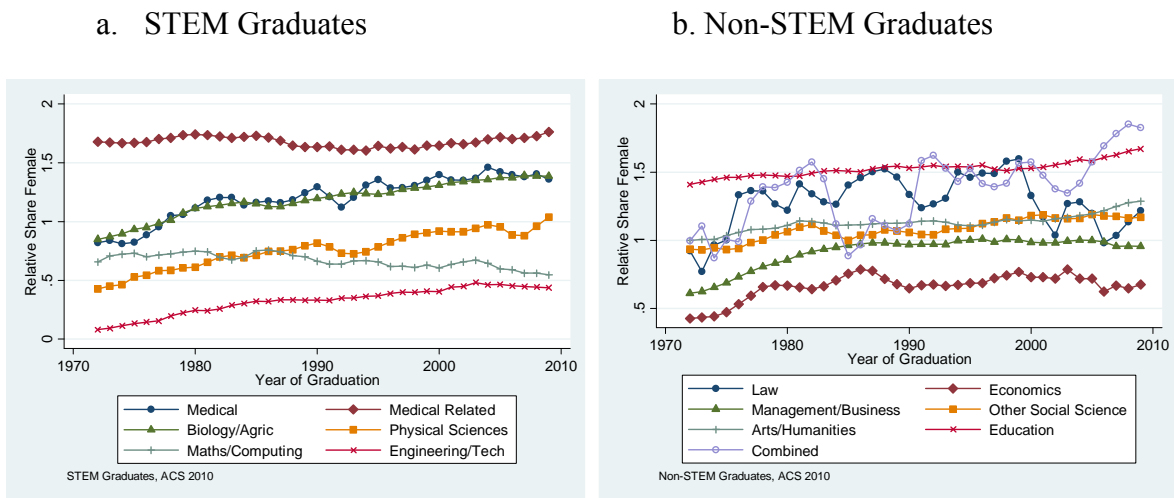 a. STEM Graduates
b. Non-STEM Graduates
Relative Share Female
2
1.5
1
.5
0
1970 1980 1990 2000 2010
Year of Graduation
Medical Medical Related
Biology/Agric Physical Sciences
Maths/Computing Engineering/Tech
STEM Graduates, ACS 2010
Relative Share Female
2
1.5
1
.5
1970 1980 1990 2000 2010
Year of Graduation
Law Economics
Management/Business Other Social Science
Arts/Humanities Education
Combined
Non-STEM Graduates, ACS 2010